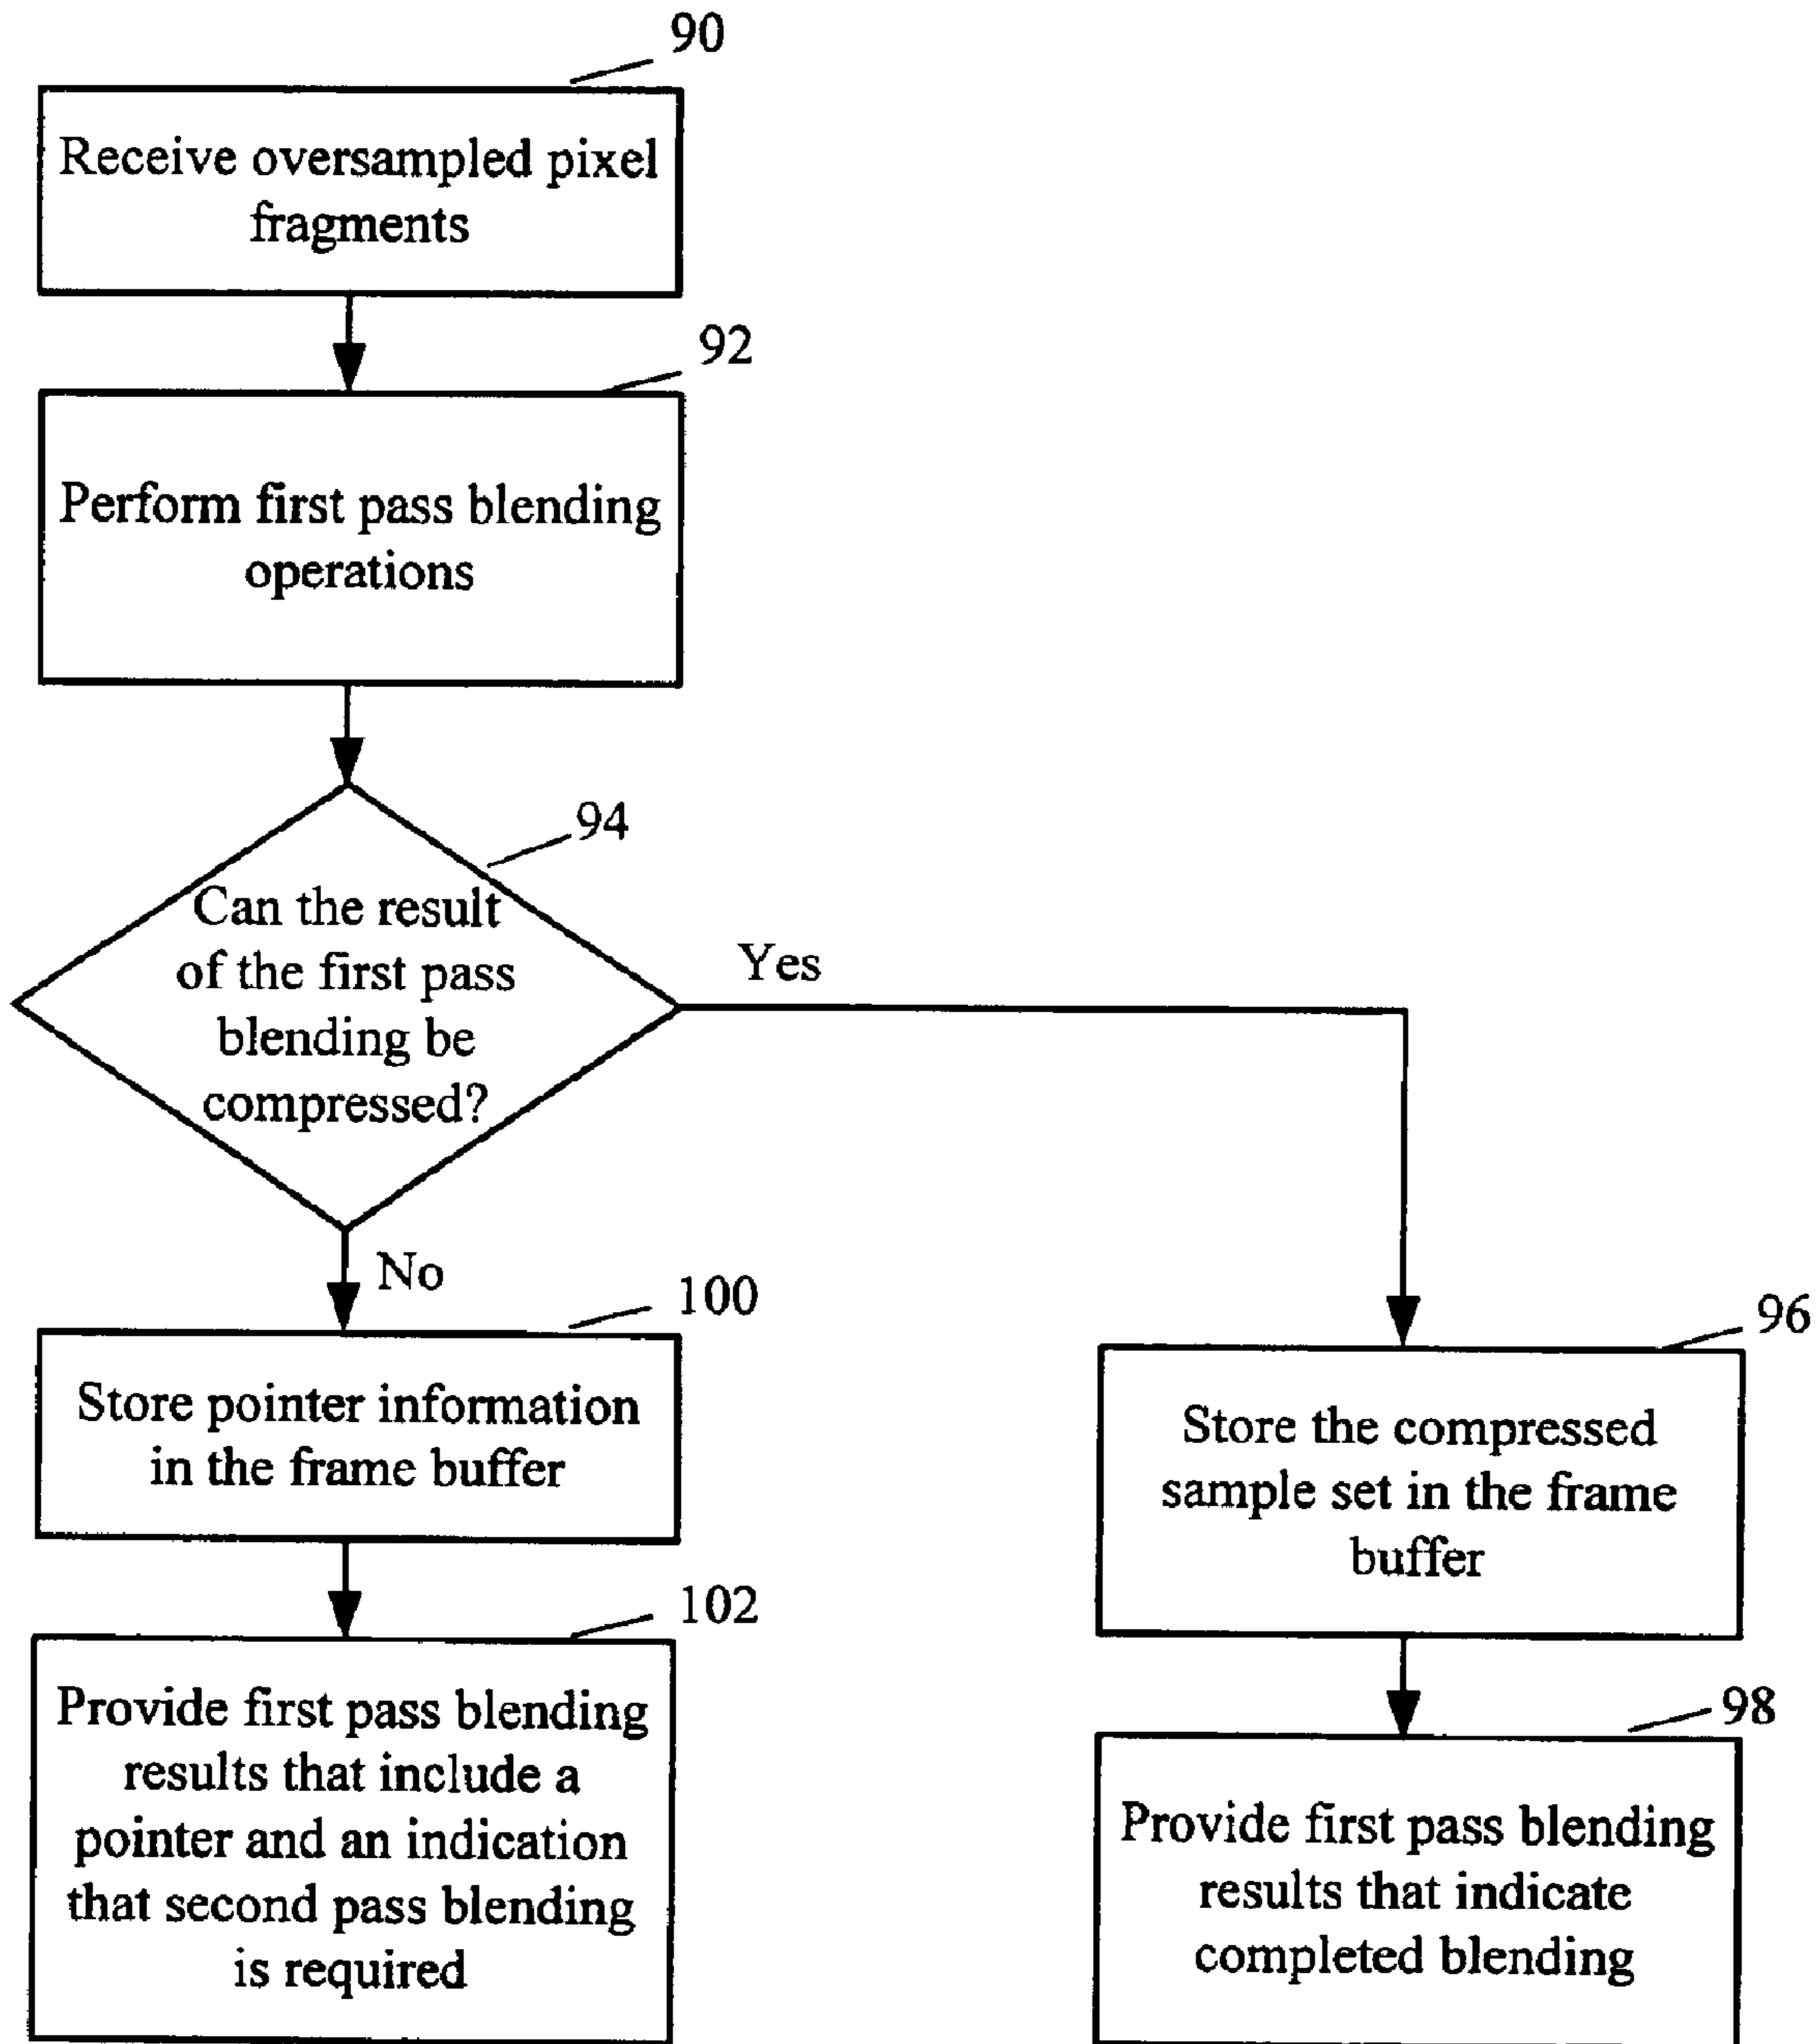 90
Receive oversampled pixel
fragments
92
Perform first pass blending
operations
94
Can the result
of the first pass
blending be
compressed?
Yes
No
100
Store pointer information
in the frame buffer
102
Provide first pass blending
results that include a
pointer and an indication
that second pass blending
is required
96
Store the compressed
sample set in the frame
buffer
98
Provide first pass blending
results that indicate
completed blending